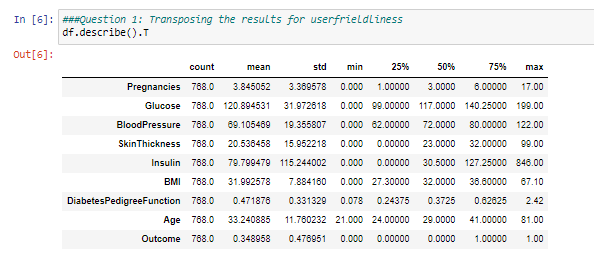 In [6]: ###Question 1: Transposing the results for userfrieldliness
df.describe().T
Out[6]:
count mean std min 25% 50% 75% max
Pregnancies 768.0 3.845052 3.369578 0.000 1.00000 3.0000 6.00000 17.00
Glucose 768.0 120.894531 31.972618 0.000 99.00000 117.0000 140.25000 199.00
BloodPressure 768.0 69.105469 19.355807 0.000 62.00000 72.0000 80.00000 122.00
SkinThickness 768.0 20.536458 15.952218 0.000 0.00000 23.0000 32.00000 99.00
Insulin 768.0 79.799479 115.244002 0.000 0.00000 30.5000 127.25000 846.00
BMI 768.0 31.992578 7.884160 0.000 27.30000 32.0000 36.60000 67.10
DiabetesPedigreeFunction 768.0 0.471876 0.331329 0.078 0.24375 0.3725 0.62625 2.42
Age 768.0 33.240885 11.760232 21.000 24.00000 29.0000 41.00000 81.00
Outcome 768.0 0.348958 0.476951 0.000 0.00000 0.0000 1.00000 1.00